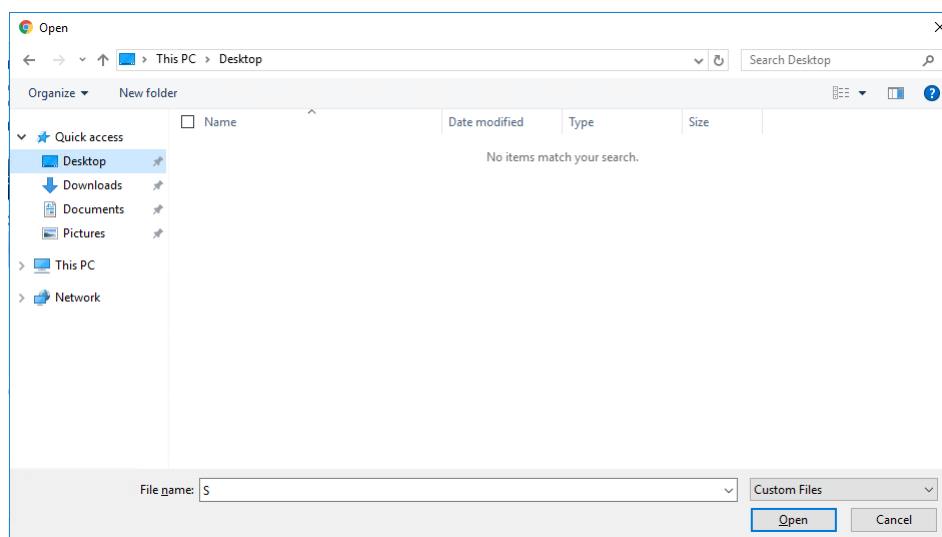 Open
This PC > Desktop
Search Desktop
Organize
New folder
Name
Date modified
Type
Size
Quick access
Desktop
Downloads
Documents
Pictures
This PC
Network
No items match your search.
File name: S
Custom Files
Open
Cancel